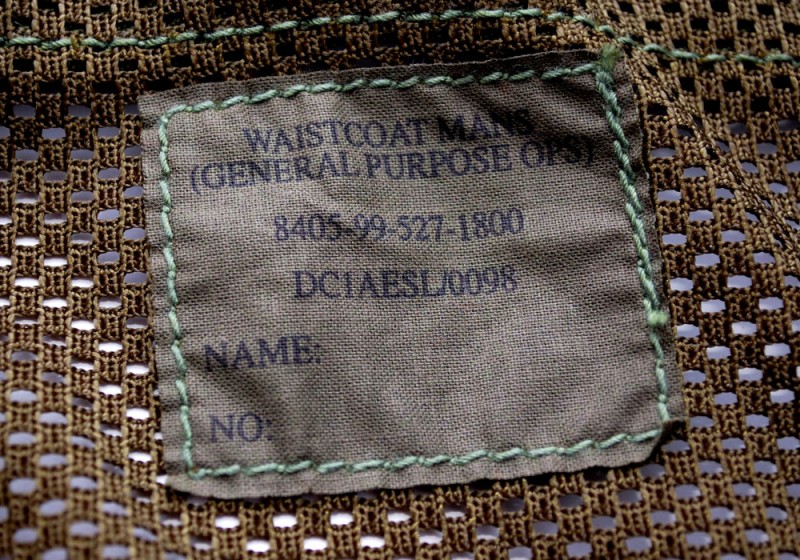 WAISTCOAT MANS
(GENERAL PURPOSE OPS)
8405-99-527-1800
DC1AESL/0098
NAME:
NO: